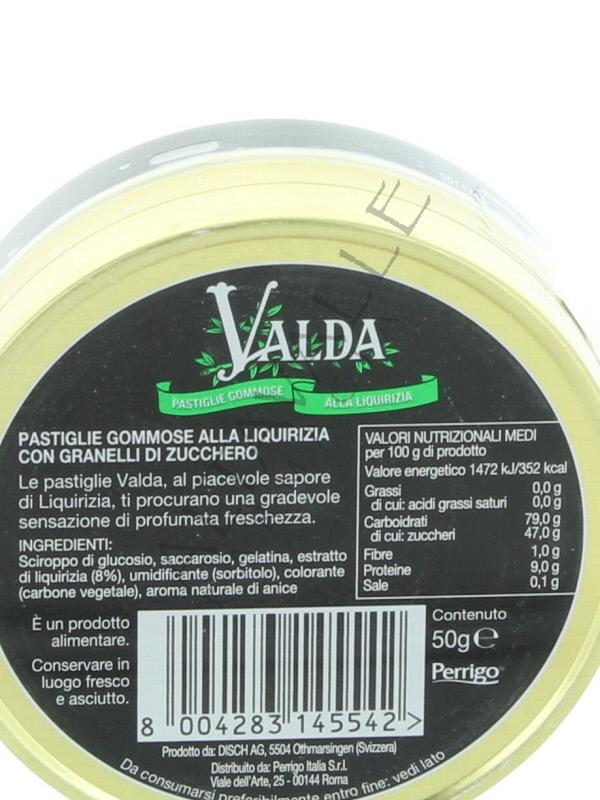 VALDA
PASTIGLIE GOMMOSE ALLA LIQUIRIZIA
PASTIGLIE GOMMOSE ALLA LIQUIRIZIA
CON GRANELLI DI ZUCCHERO
Le pastiglie Valda, al piacevole sapore
di Liquirizia, ti procurano una gradevole
sensazione di profumata freschezza.
INGREDIENTI:
Sciroppo di glucosio, saccarosio, gelatina, estratto
di liquirizia (8%), umidificante (sorbitolo), colorante
(carbone vegetale), aroma naturale di anice
VALORI NUTRIZIONALI MEDI
per 100 g di prodotto
Valore energetico 1472 kJ/352 kcal
Grassi 0,0 g
di cui: acidi grassi saturi 0,0 g
Carboidrati 79,0 g
di cui: zuccheri 47,0 g
Fibre 1,0 g
Proteine 9,0 g
Sale 0,1 g
È un prodotto
alimentare.
Conservare in
luogo fresco
e asciutto.
8 004283 145542 >
Contenuto
50g e
Perrigo
Prodotto da: DISCH AG, 5504 Othmarsingen (Svizzera)
Distribuito da: Perrigo Italia S.r.l.
Viale dell'Arte, 25 - 00144 Roma
Da consumarsi preferibilmente entro fine: vedi lato